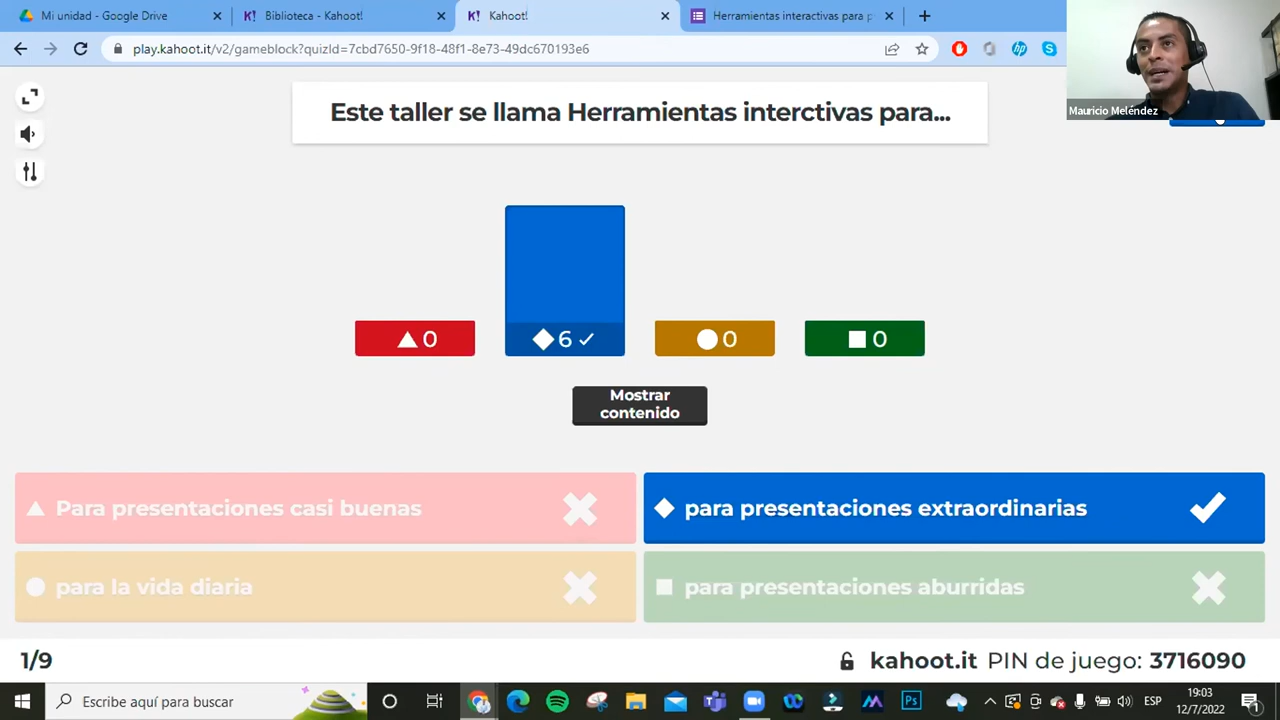 Mi unidad - Google Drive
Biblioteca - Kahoot!
Kahoot!
Herramientas interactivas para p
play.kahoot.it/v2/gameblock?quizId=7cbd7650-9f18-48f1-8e73-49dc670193e6
Mauricio Meléndez
Este taller se llama Herramientas interctivas para...
0
6
0
0
Mostrar
contenido
Para presentaciones casi buenas
para presentaciones extraordinarias
para la vida diaria
para presentaciones aburridas
1/9
kahoot.it PIN de juego: 3716090
Escribe aquí para buscar
ESP
19:03
12/7/2022